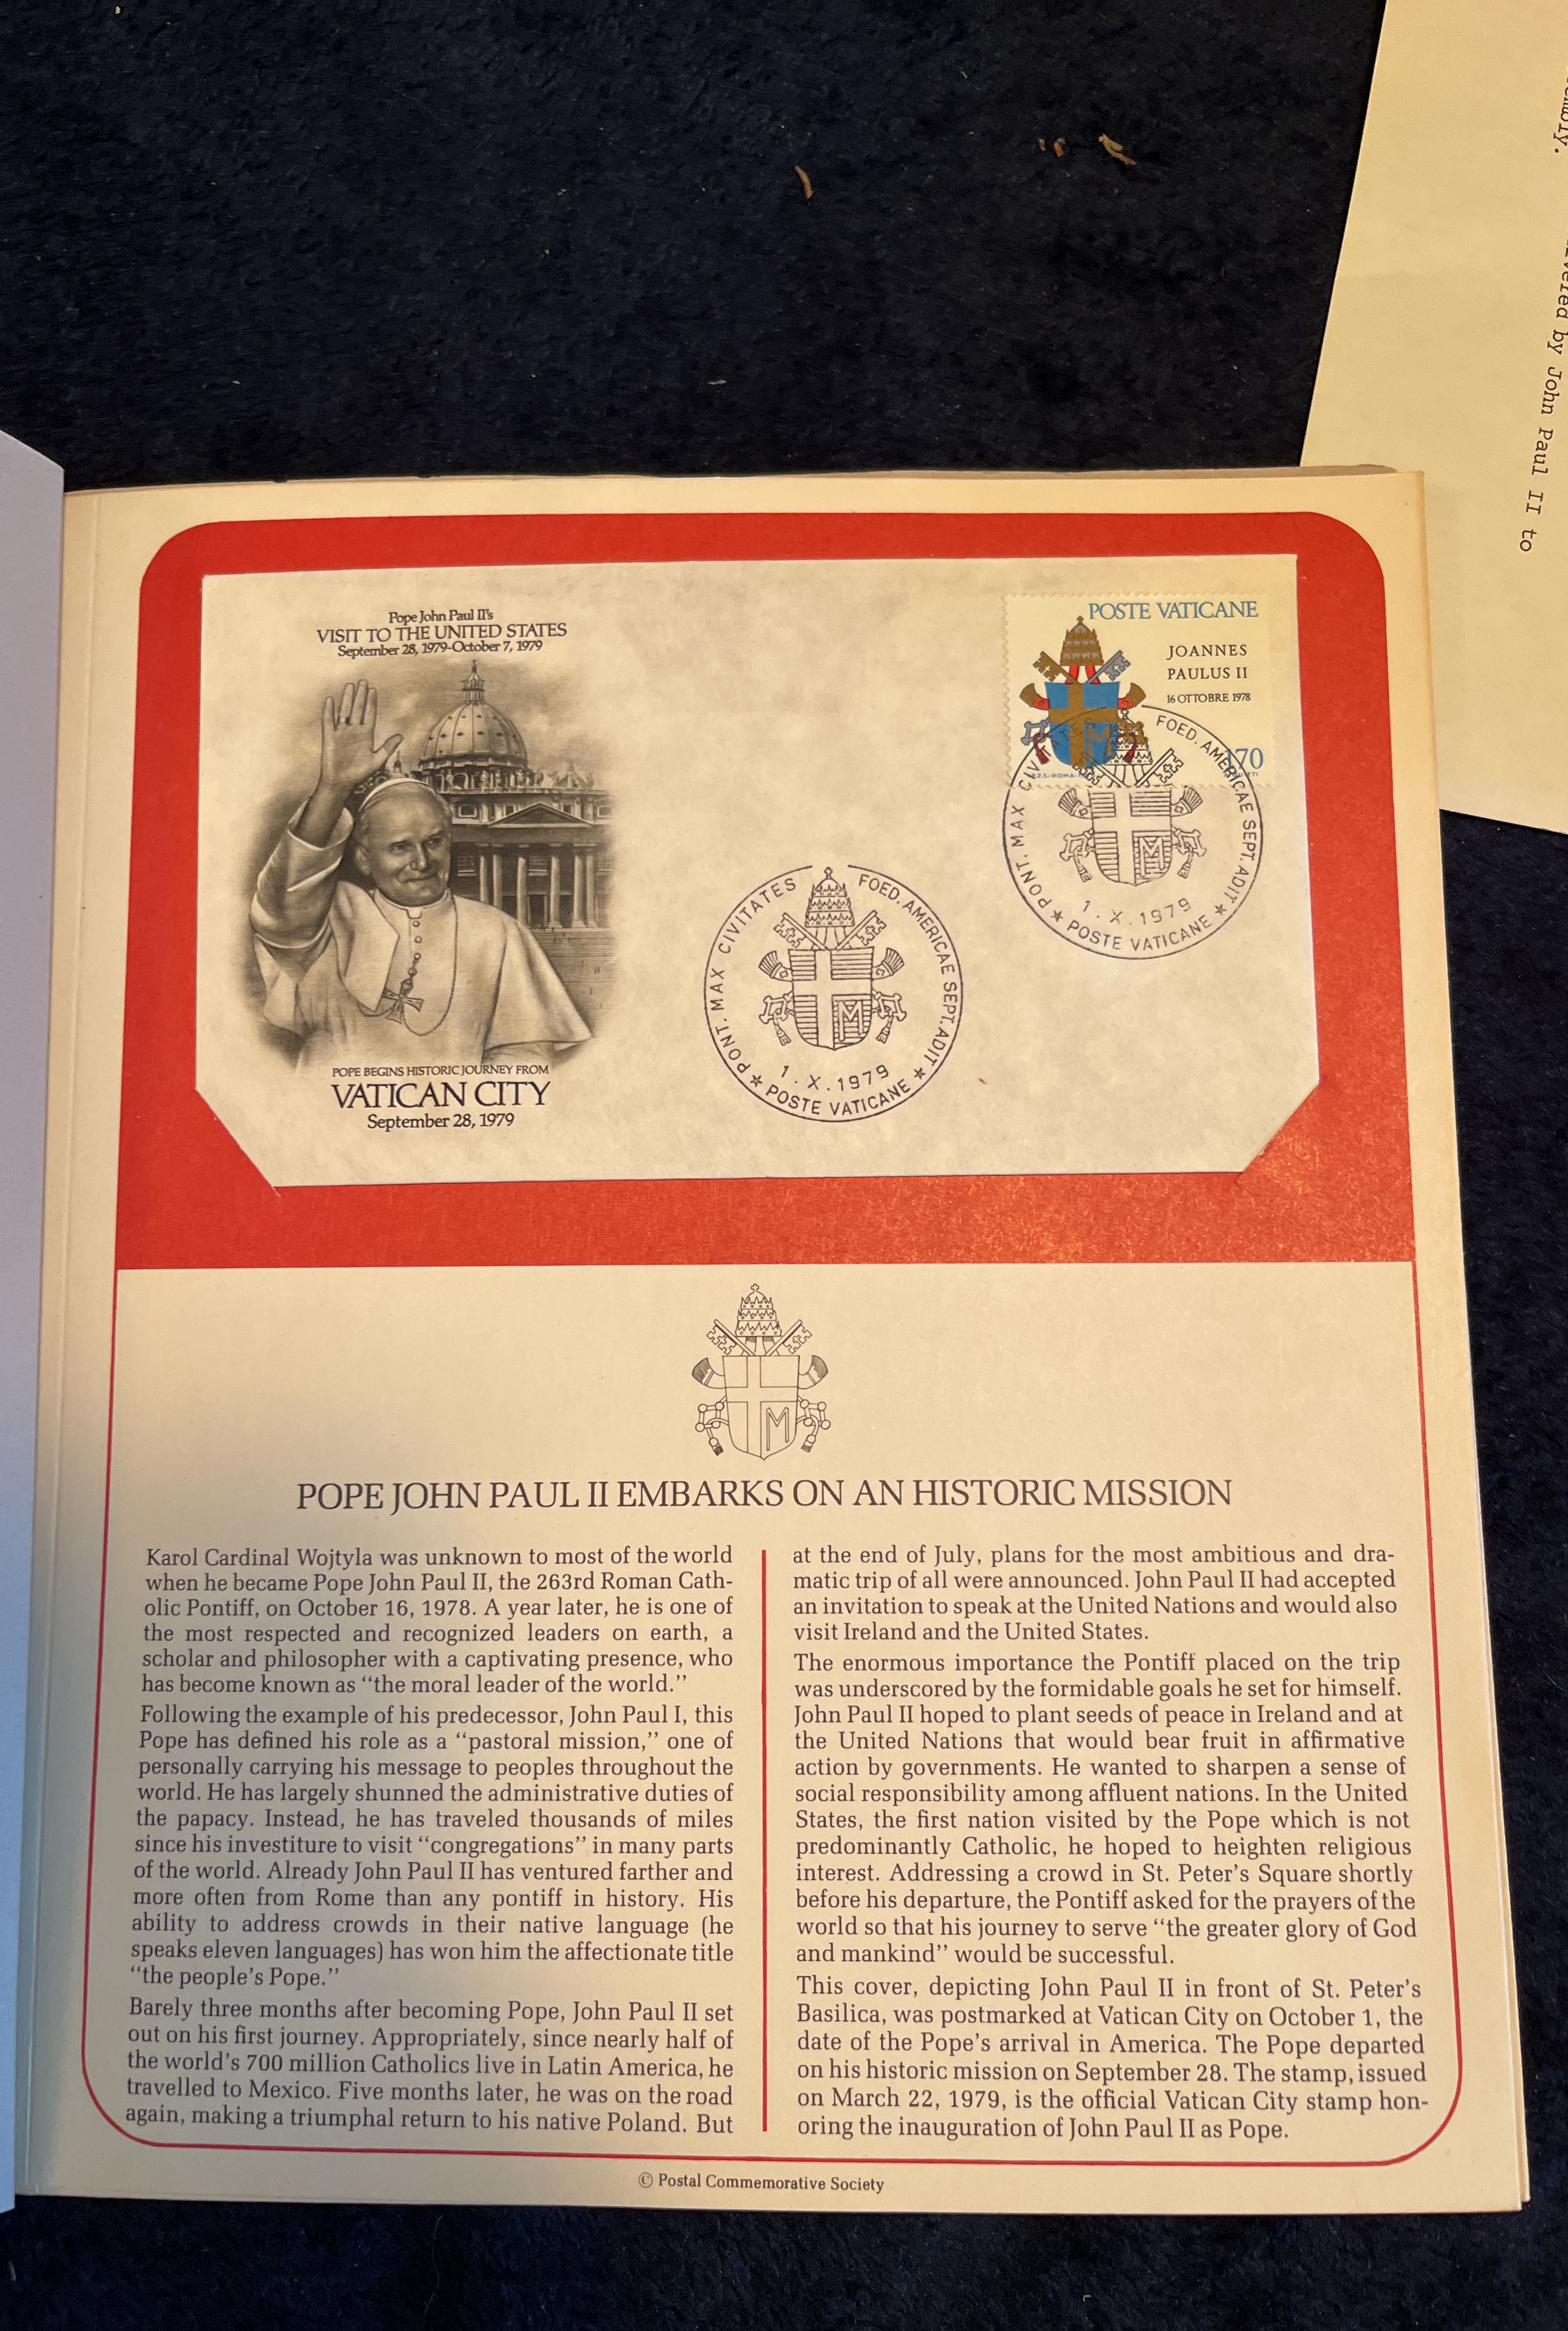 Pope John Paul II's
VISIT TO THE UNITED STATES
September 28, 1979-October 7, 1979
POPE BEGINS HISTORIC JOURNEY FROM
VATICAN CITY
September 28, 1979
POSTE VATICANE
JOANNES
PAULUS II
16 OTTOBRE 1978
170
PONT. MAX CIVITATES FOED. AMERICAE SEPT. ADIT
1 . X . 1979
★ POSTE VATICANE ★
PONT. MAX FOED. AMERICAE SEPT. ADIT
1 . X . 1979
★ POSTE VATICANE ★
M
POPE JOHN PAUL II EMBARKS ON AN HISTORIC MISSION
Karol Cardinal Wojtyla was unknown to most of the world
when he became Pope John Paul II, the 263rd Roman Cath-
olic Pontiff, on October 16, 1978. A year later, he is one of
the most respected and recognized leaders on earth, a
scholar and philosopher with a captivating presence, who
has become known as "the moral leader of the world."
Following the example of his predecessor, John Paul I, this
Pope has defined his role as a "pastoral mission," one of
personally carrying his message to peoples throughout the
world. He has largely shunned the administrative duties of
the papacy. Instead, he has traveled thousands of miles
since his investiture to visit "congregations" in many parts
of the world. Already John Paul II has ventured farther and
more often from Rome than any pontiff in history. His
ability to address crowds in their native language (he
speaks eleven languages) has won him the affectionate title
"the people's Pope."
Barely three months after becoming Pope, John Paul II set
out on his first journey. Appropriately, since nearly half of
the world's 700 million Catholics live in Latin America, he
travelled to Mexico. Five months later, he was on the road
again, making a triumphal return to his native Poland. But
at the end of July, plans for the most ambitious and dra-
matic trip of all were announced. John Paul II had accepted
an invitation to speak at the United Nations and would also
visit Ireland and the United States.
The enormous importance the Pontiff placed on the trip
was underscored by the formidable goals he set for himself.
John Paul II hoped to plant seeds of peace in Ireland and at
the United Nations that would bear fruit in affirmative
action by governments. He wanted to sharpen a sense of
social responsibility among affluent nations. In the United
States, the first nation visited by the Pope which is not
predominantly Catholic, he hoped to heighten religious
interest. Addressing a crowd in St. Peter's Square shortly
before his departure, the Pontiff asked for the prayers of the
world so that his journey to serve "the greater glory of God
and mankind" would be successful.
This cover, depicting John Paul II in front of St. Peter's
Basilica, was postmarked at Vatican City on October 1, the
date of the Pope's arrival in America. The Pope departed
on his historic mission on September 28. The stamp, issued
on March 22, 1979, is the official Vatican City stamp hon-
oring the inauguration of John Paul II as Pope.
© Postal Commemorative Society
by John Paul II to